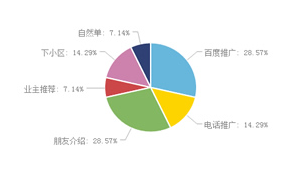 自然单: 7.14%
百度推广: 28.57%
下小区: 14.29%
业主推荐: 7.14%
电话推广: 14.29%
朋友介绍: 28.57%